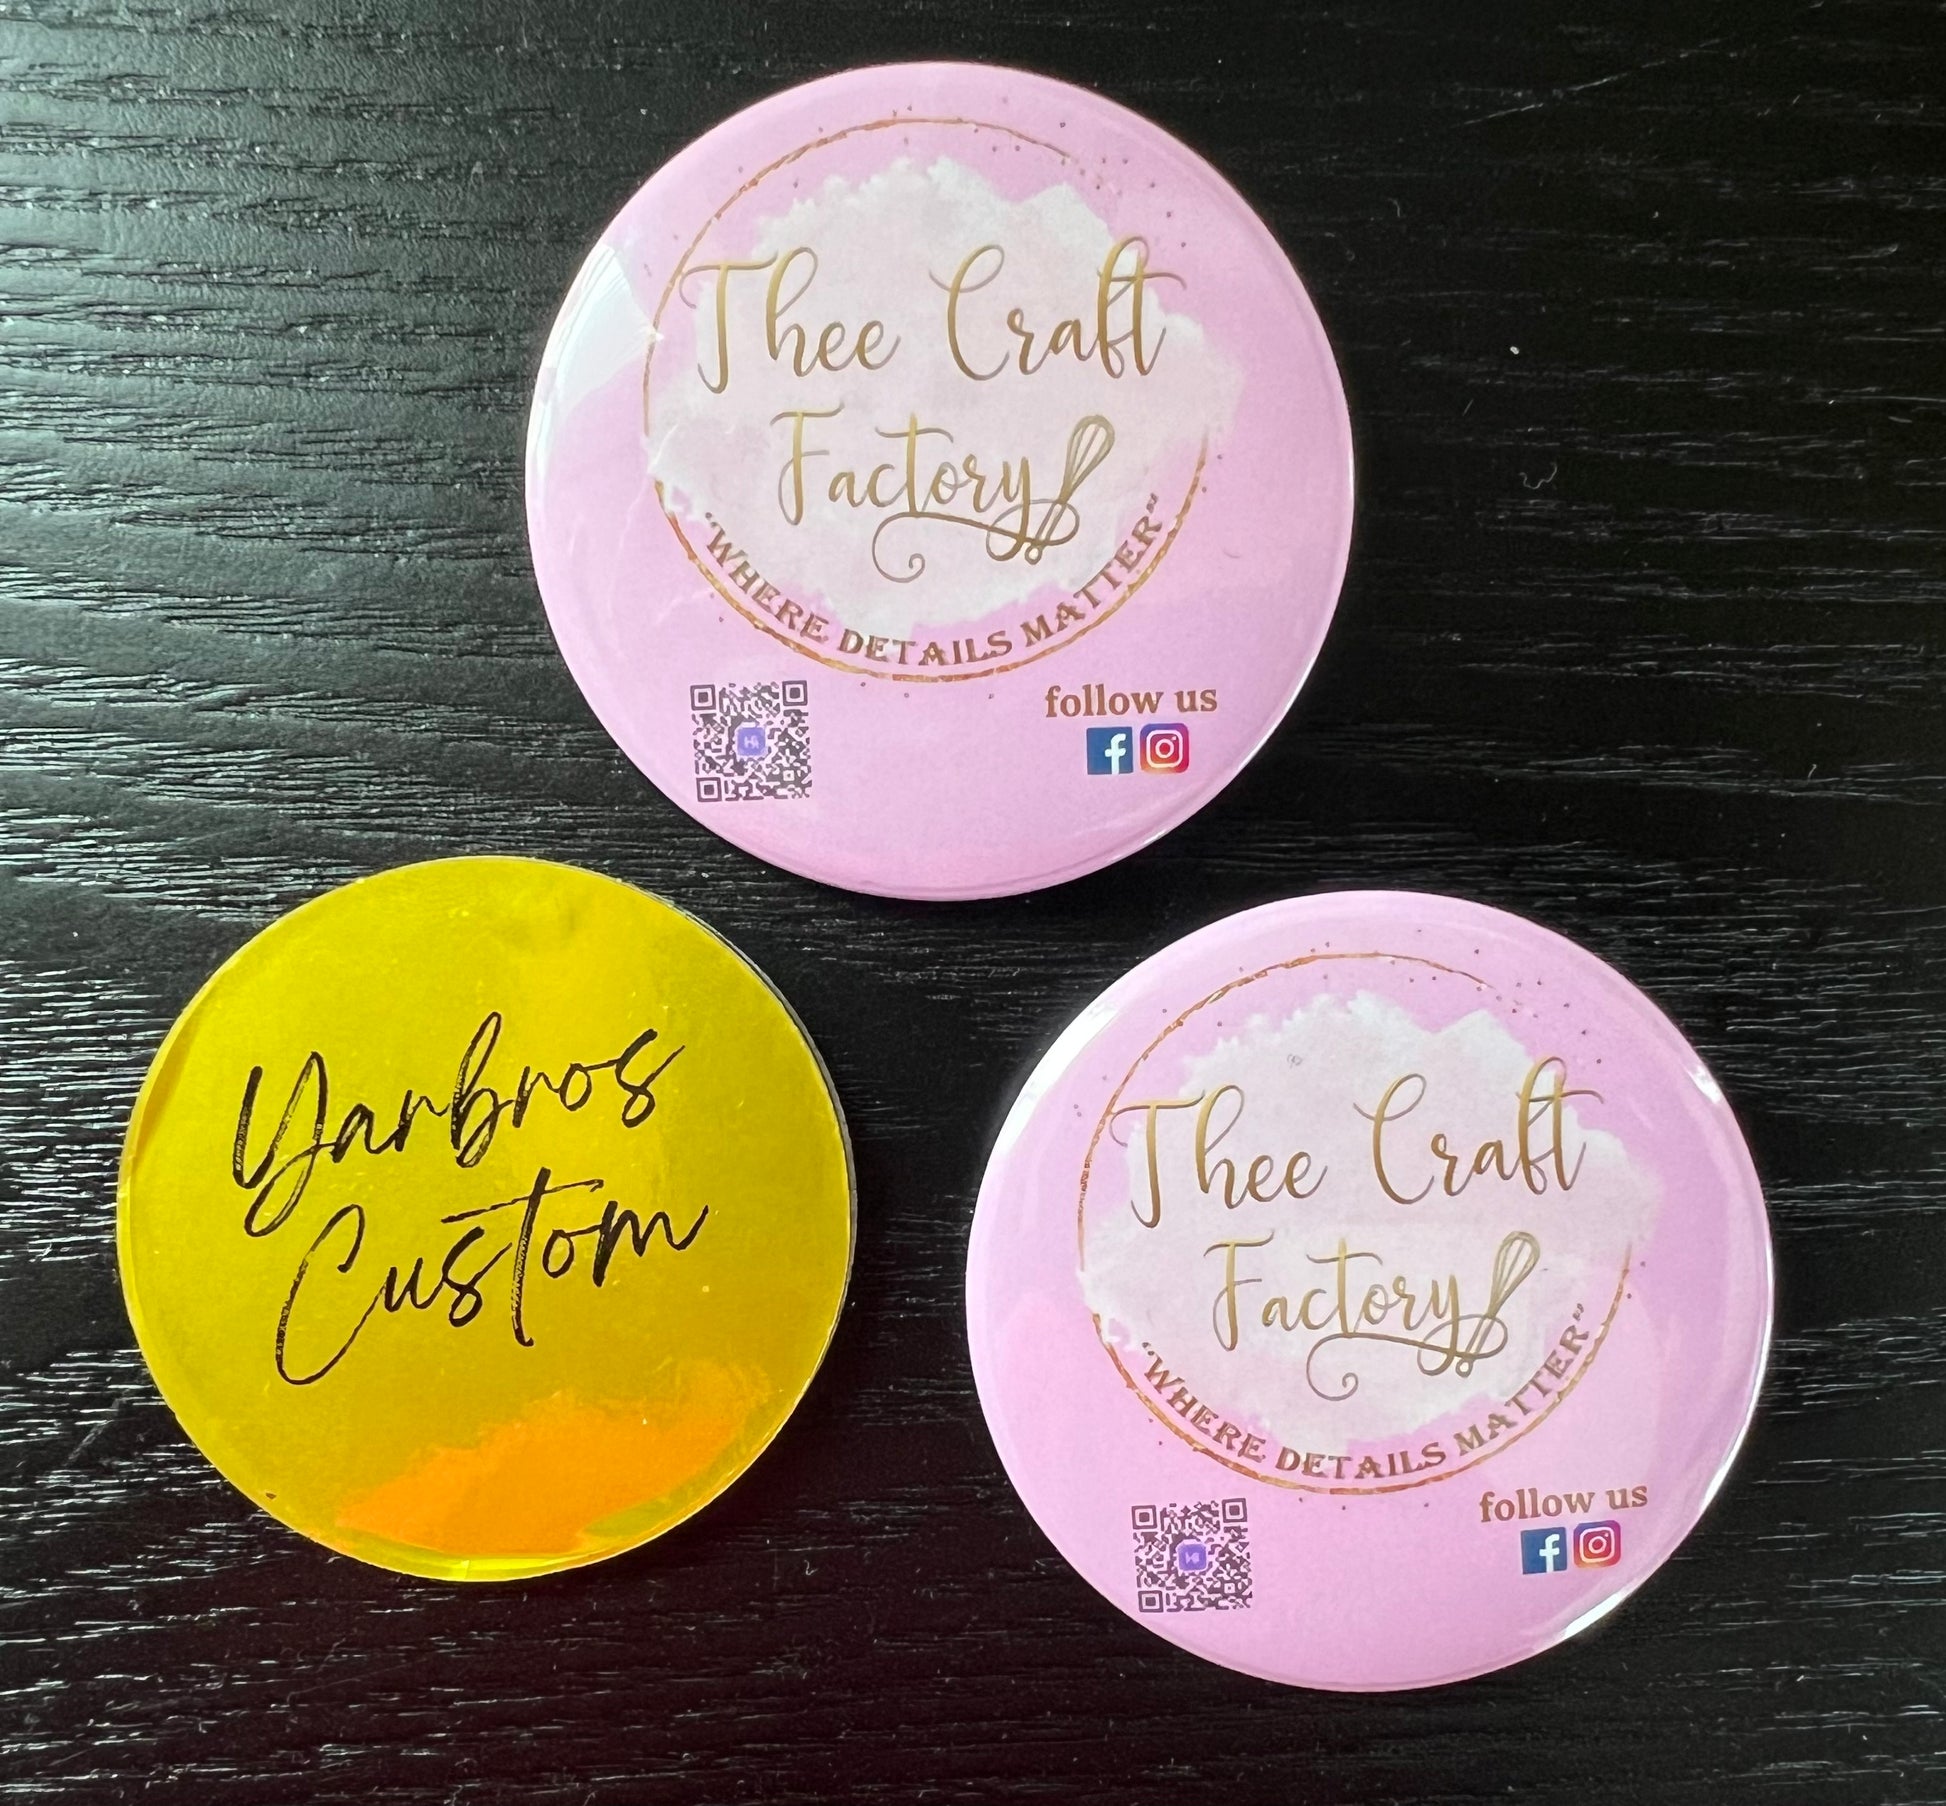 Thee Craft
Factory
"WHERE DETAILS MATTER"
follow us
Yarbros
Custom
Thee Craft
Factory
"WHERE DETAILS MATTER"
follow us